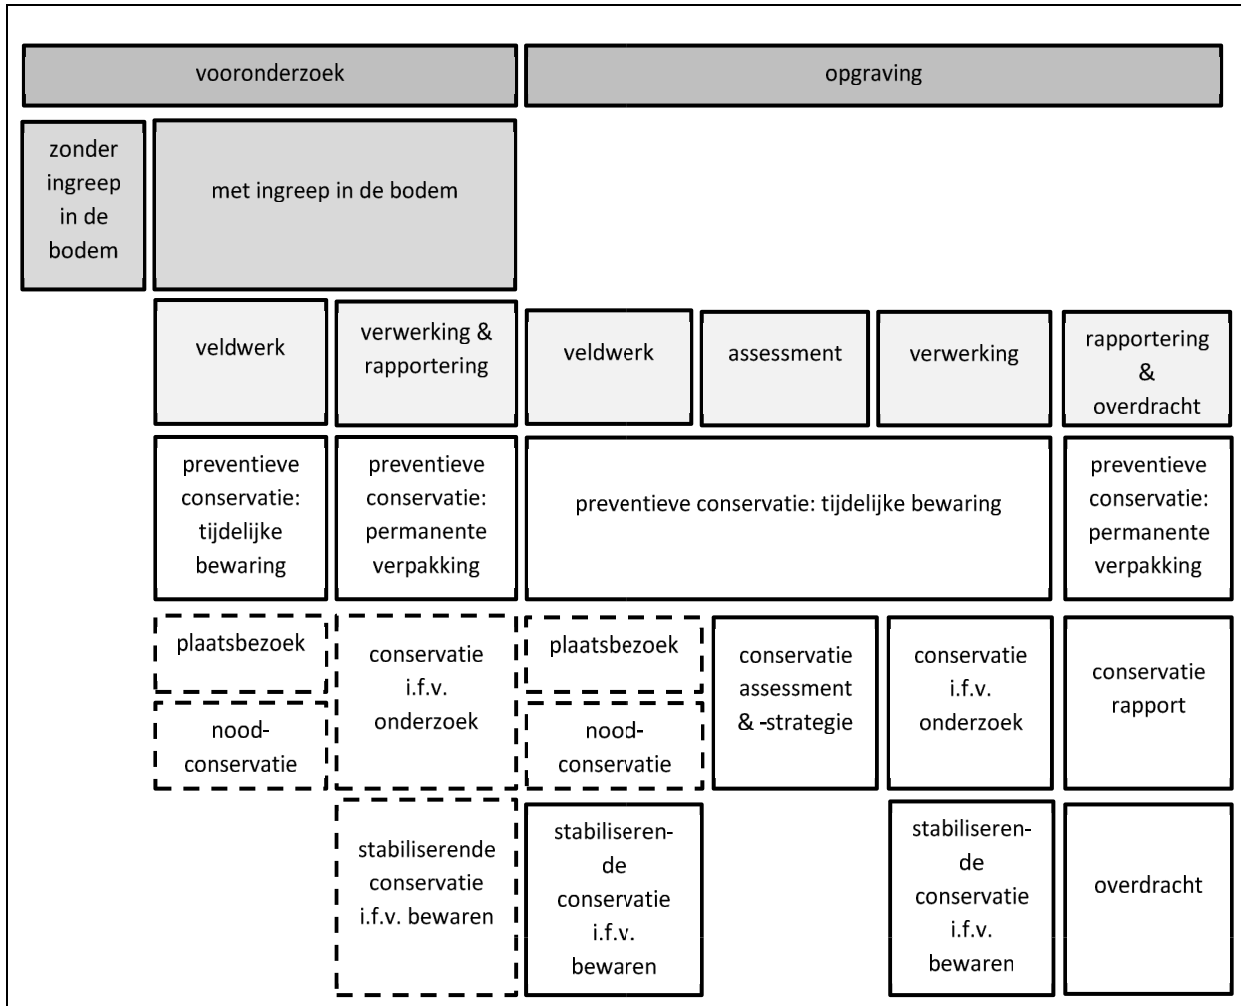 vooronderzoek
opgraving
zonder
ingreep
in de
bodem
met ingreep in de bodem
veldwerk
verwerking &
rapportering
veldwerk
assessment
verwerking
rapportering
&
overdracht
preventieve
conservatie:
tijdelijke
bewaring
preventieve
conservatie:
permanente
verpakking
preventieve conservatie: tijdelijke bewaring
preventieve
conservatie:
permanente
verpakking
plaatsbezoek
nood-
conservatie
conservatie
i.f.v.
onderzoek
plaatsbezoek
nood-
conservatie
conservatie
assessment
& -strategie
conservatie
i.f.v.
onderzoek
conservatie
rapport
stabiliserende
conservatie
i.f.v. bewaren
stabiliseren-
de
conservatie
i.f.v.
bewaren
stabiliseren-
de
conservatie
i.f.v.
bewaren
overdracht